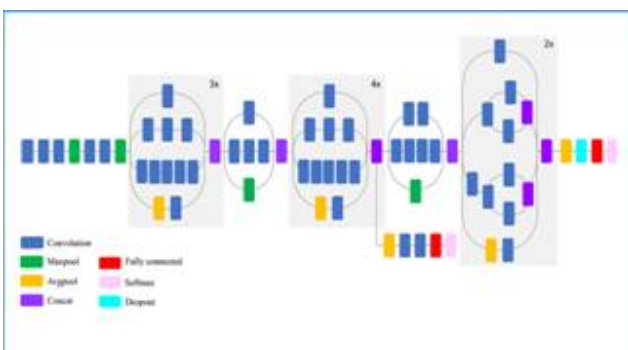 3x
4x
2x
Convolution
Maxpool
Fully connected
Avgpool
Softmax
Concat
Dropout